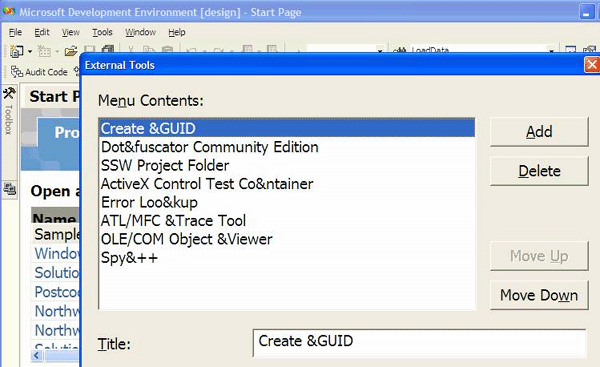 Microsoft Development Environment [design] - Start Page
File Edit View Tools Window Help
LoadData
Audit Code
External Tools
Toolbox
Start P
Pro
Open a
Name
Sample
Window
Solution
Postcod
Northw
Northw
Solution
Menu Contents:
Create &GUID
Dot&fuscator Community Edition
SSW Project Folder
ActiveX Control Test Co&ntainer
Error Loo&kup
ATL/MFC &Trace Tool
OLE/COM Object &Viewer
Spy&++
Add
Delete
Move Up
Move Down
Title:
Create &GUID